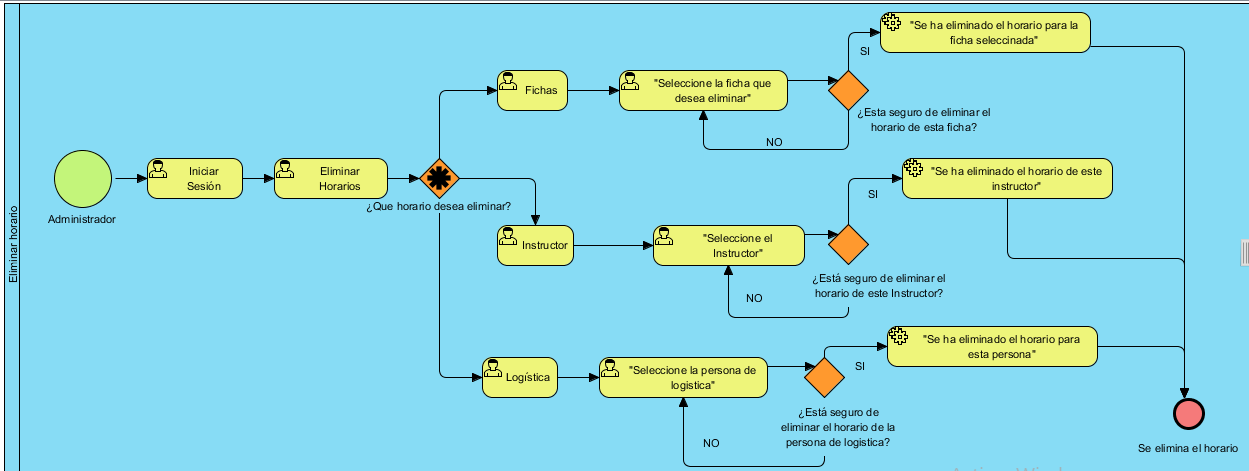 Eliminar horario
Administrador
Iniciar
Sesión
Eliminar
Horarios
¿Que horario desea eliminar?
Fichas
"Seleccione la ficha que
desea eliminar"
¿Esta seguro de eliminar el
horario de esta ficha?
NO
SI
"Se ha eliminado el horario para la
ficha seleccinada"
Instructor
"Seleccione el
Instructor"
¿Está seguro de eliminar el
horario de este Instructor?
NO
SI
"Se ha eliminado el horario de este
instructor"
Logística
"Seleccione la persona de
logistica"
¿Está seguro de
eliminar el horario de la
persona de logistica?
NO
SI
"Se ha eliminado el horario para
esta persona"
Se elimina el horario